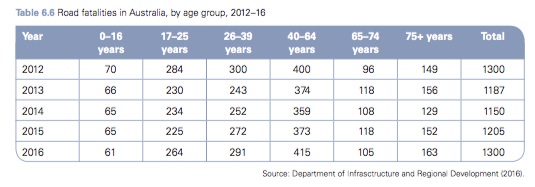 Table 6.6 Road fatalities in Australia, by age group, 2012–16
Year 0–16 years 17–25 years 26–39 years 40–64 years 65–74 years 75+ years Total
2012 70 284 300 400 96 149 1300
2013 66 230 243 374 118 156 1187
2014 65 234 252 359 108 129 1150
2015 65 225 272 373 118 152 1205
2016 61 264 291 415 105 163 1300
Source: Department of Infrasctructure and Regional Development (2016).